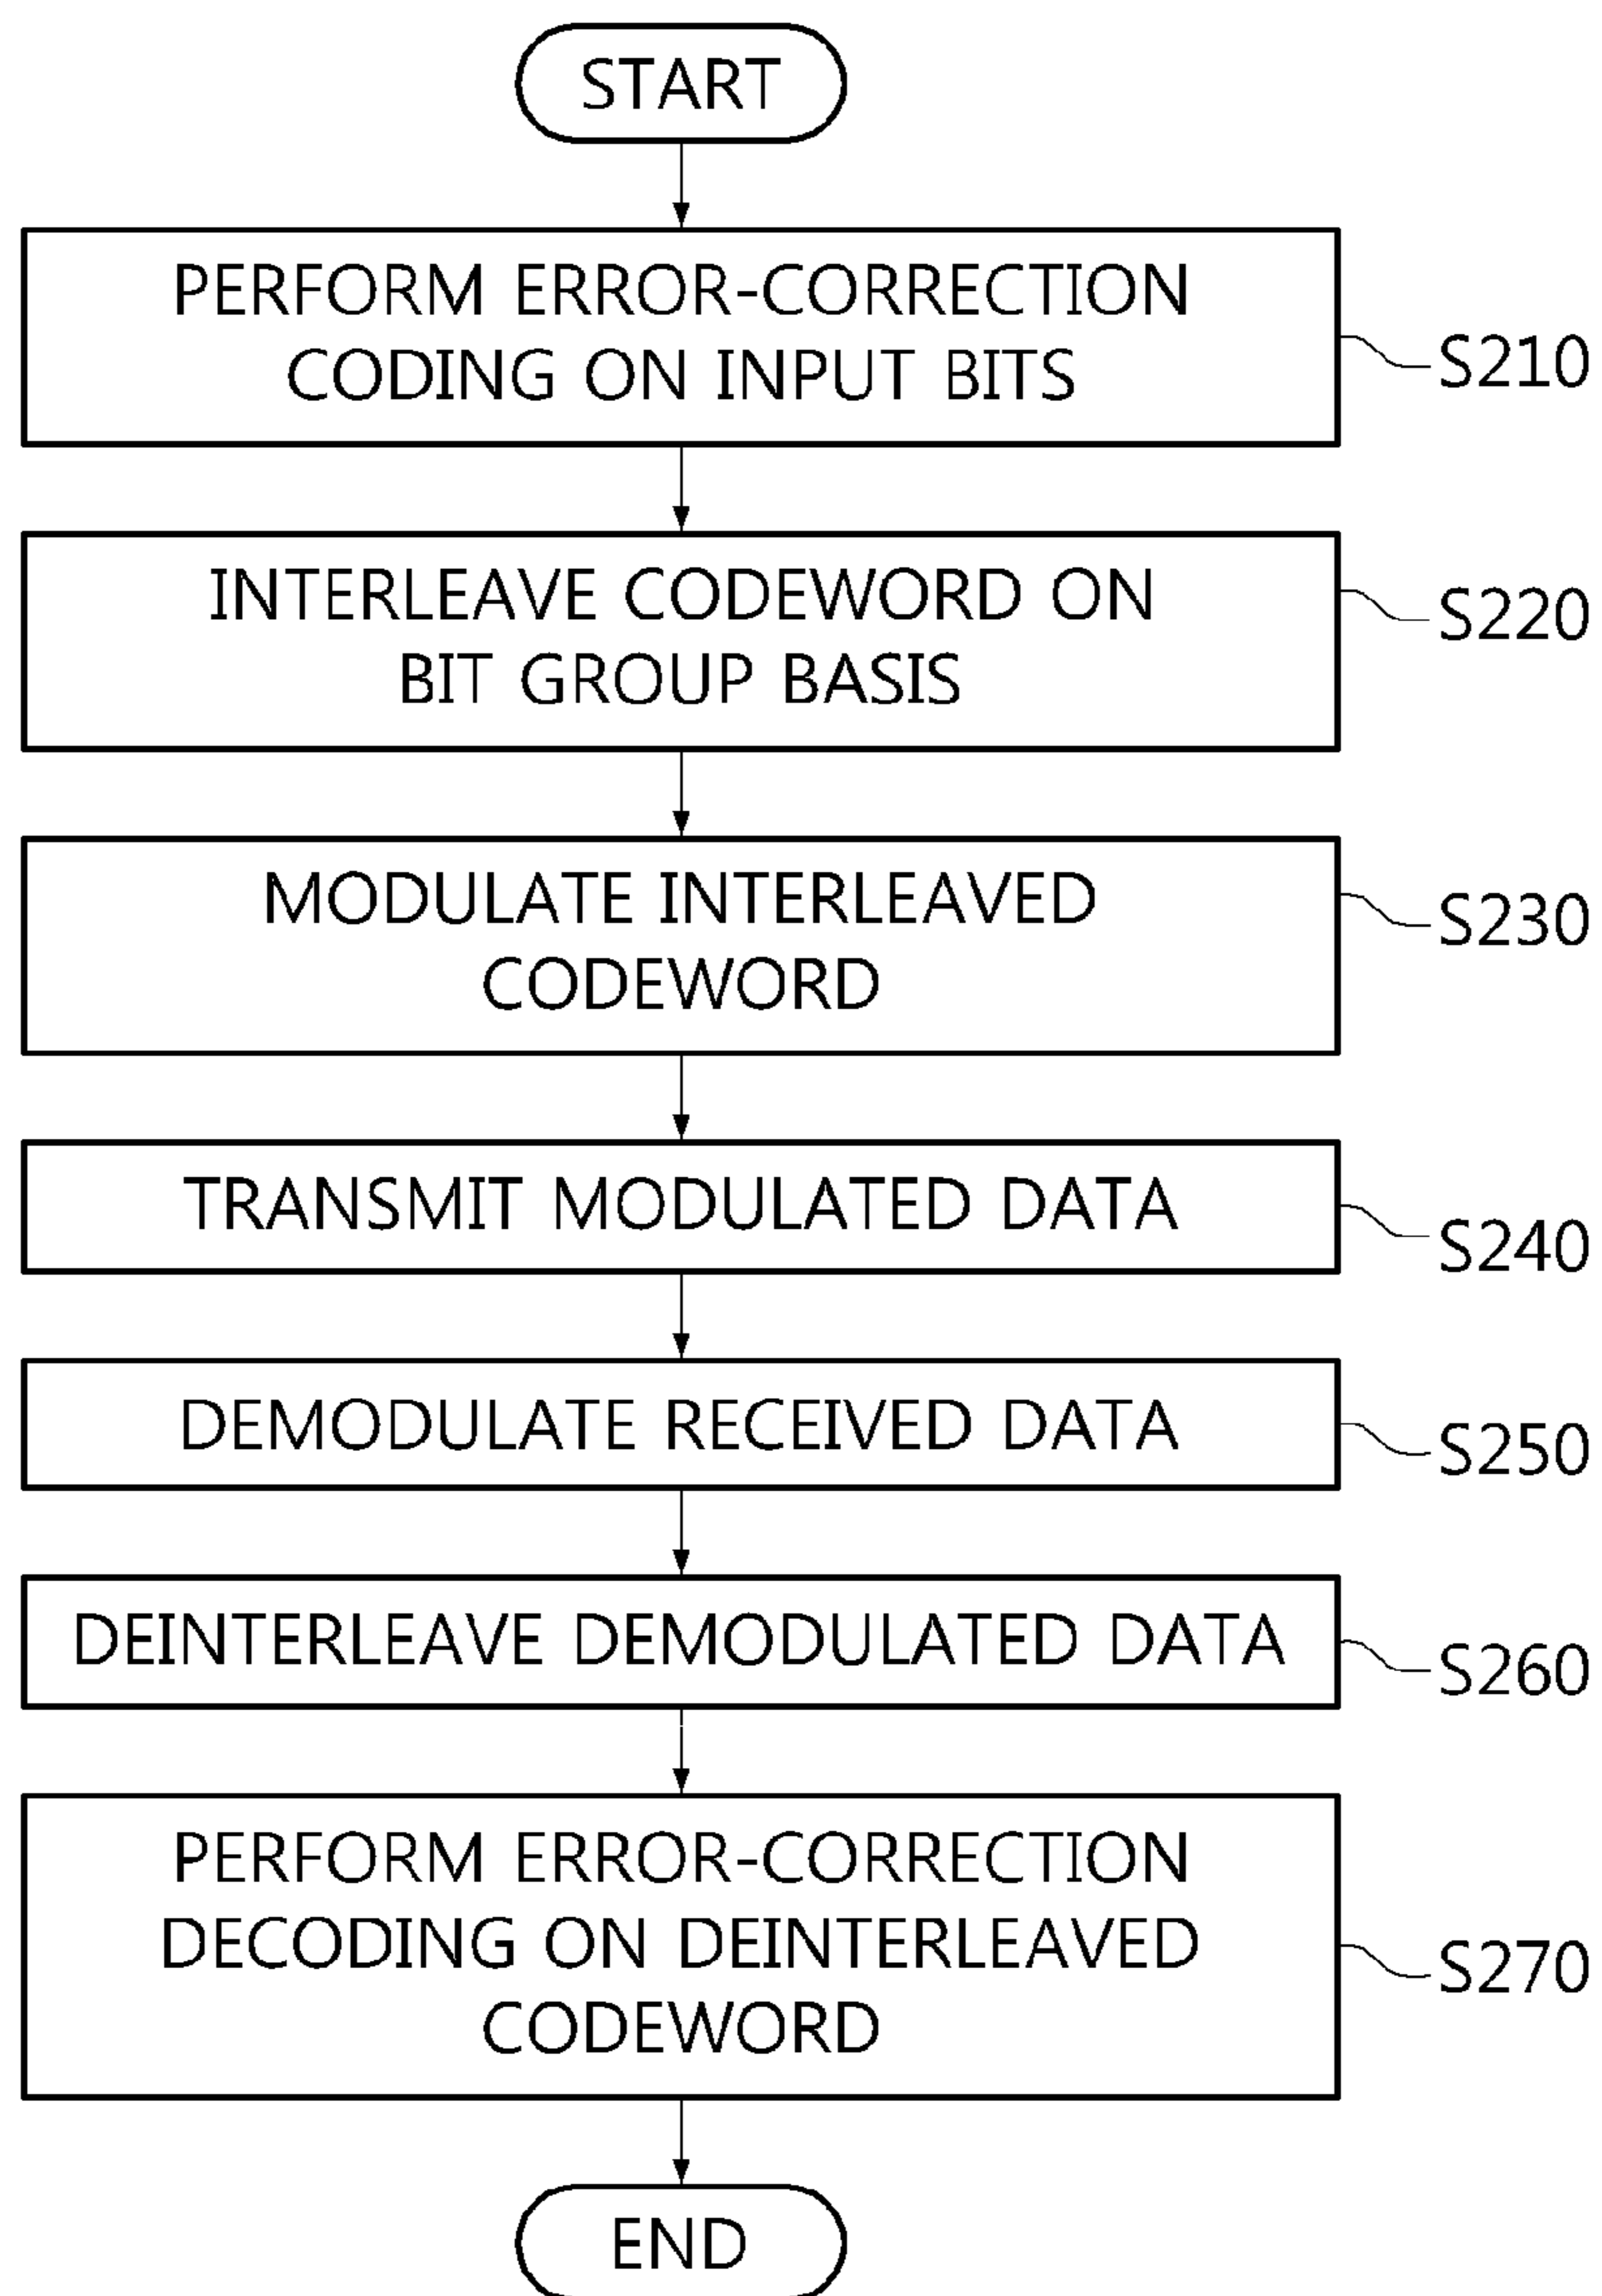 START
PERFORM ERROR-CORRECTION
CODING ON INPUT BITS
S210
INTERLEAVE CODEWORD ON
BIT GROUP BASIS
S220
MODULATE INTERLEAVED
CODEWORD
S230
TRANSMIT MODULATED DATA
S240
DEMODULATE RECEIVED DATA
S250
DEINTERLEAVE DEMODULATED DATA
S260
PERFORM ERROR-CORRECTION
DECODING ON DEINTERLEAVED
CODEWORD
S270
END